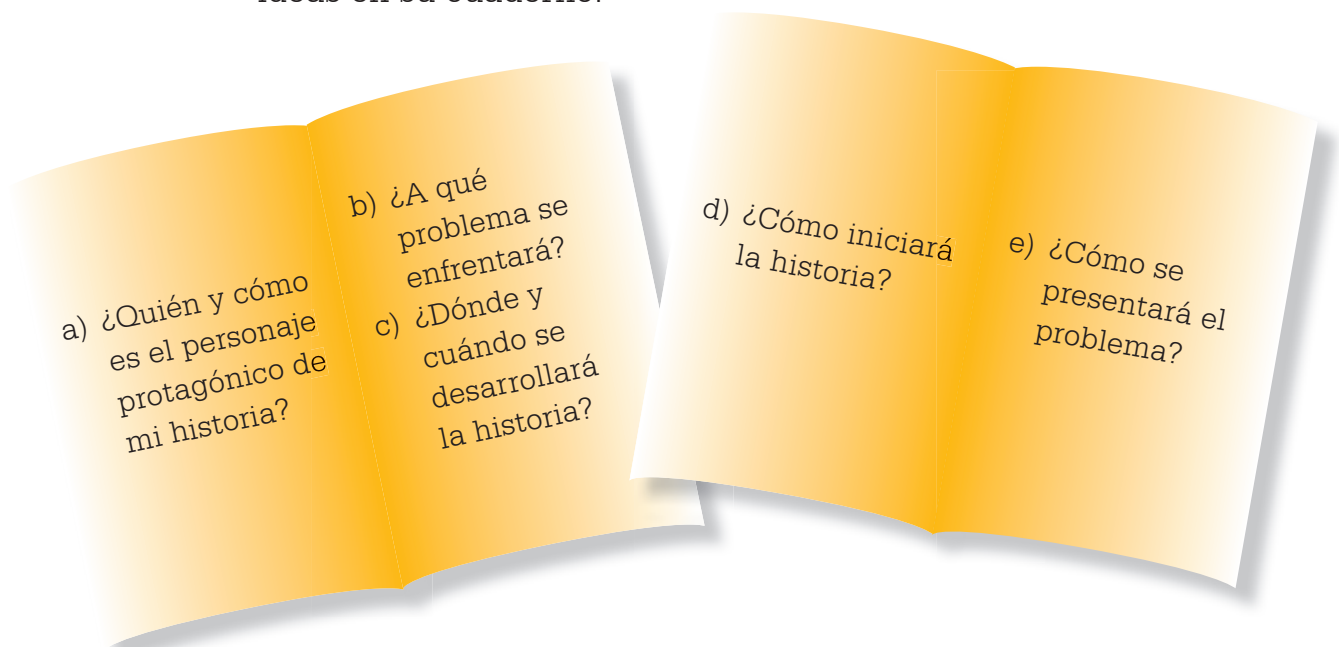 a) ¿Quién y cómo
es el personaje
protagónico de
mi historia?
b) ¿A qué
problema se
enfrentará?
c) ¿Dónde y
cuándo se
desarrollará
la historia?
d) ¿Cómo iniciará
la historia?
e) ¿Cómo se
presentará el
problema?